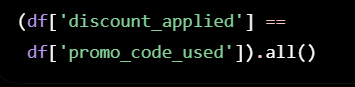 (df['discount_applied'] ==
df['promo_code_used']).all()